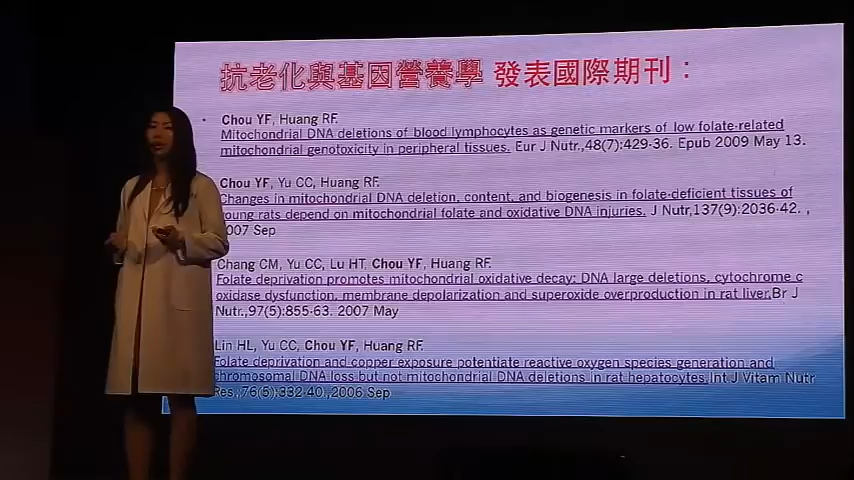 抗老化與基因營養學 發表國際期刊：
• Chou YF, Huang RF.
Mitochondrial DNA deletions of blood lymphocytes as genetic markers of low folate-related
mitochondrial genotoxicity in peripheral tissues. Eur J Nutr.,48(7):429-36. Epub 2009 May 13.
Chou YF, Yu CC, Huang RF.
Changes in mitochondrial DNA deletion, content, and biogenesis in folate-deficient tissues of
young rats depend on mitochondrial folate and oxidative DNA injuries. J Nutr,137(9):2036-42. ,
2007 Sep
Chang CM, Yu CC, Lu HT, Chou YF, Huang RF.
Folate deprivation promotes mitochondrial oxidative decay: DNA large deletions, cytochrome c
oxidase dysfunction, membrane depolarization and superoxide overproduction in rat liver,Br J
Nutr.,97(5):855-63. 2007 May
Lin HL, Yu CC, Chou YF, Huang RF.
Folate deprivation and copper exposure potentiate reactive oxygen species generation and
chromosomal DNA loss but not mitochondrial DNA deletions in rat hepatocytes,Int J Vitam Nutr
Res.,76(5):332-40.,2006 Sep